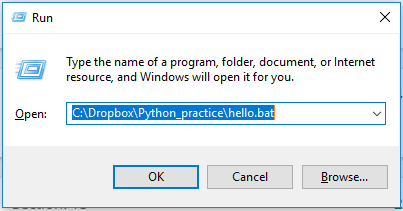 Run
Type the name of a program, folder, document, or Internet
resource, and Windows will open it for you.
Open: C:\Dropbox\Python_practice\hello.bat
OK Cancel Browse...